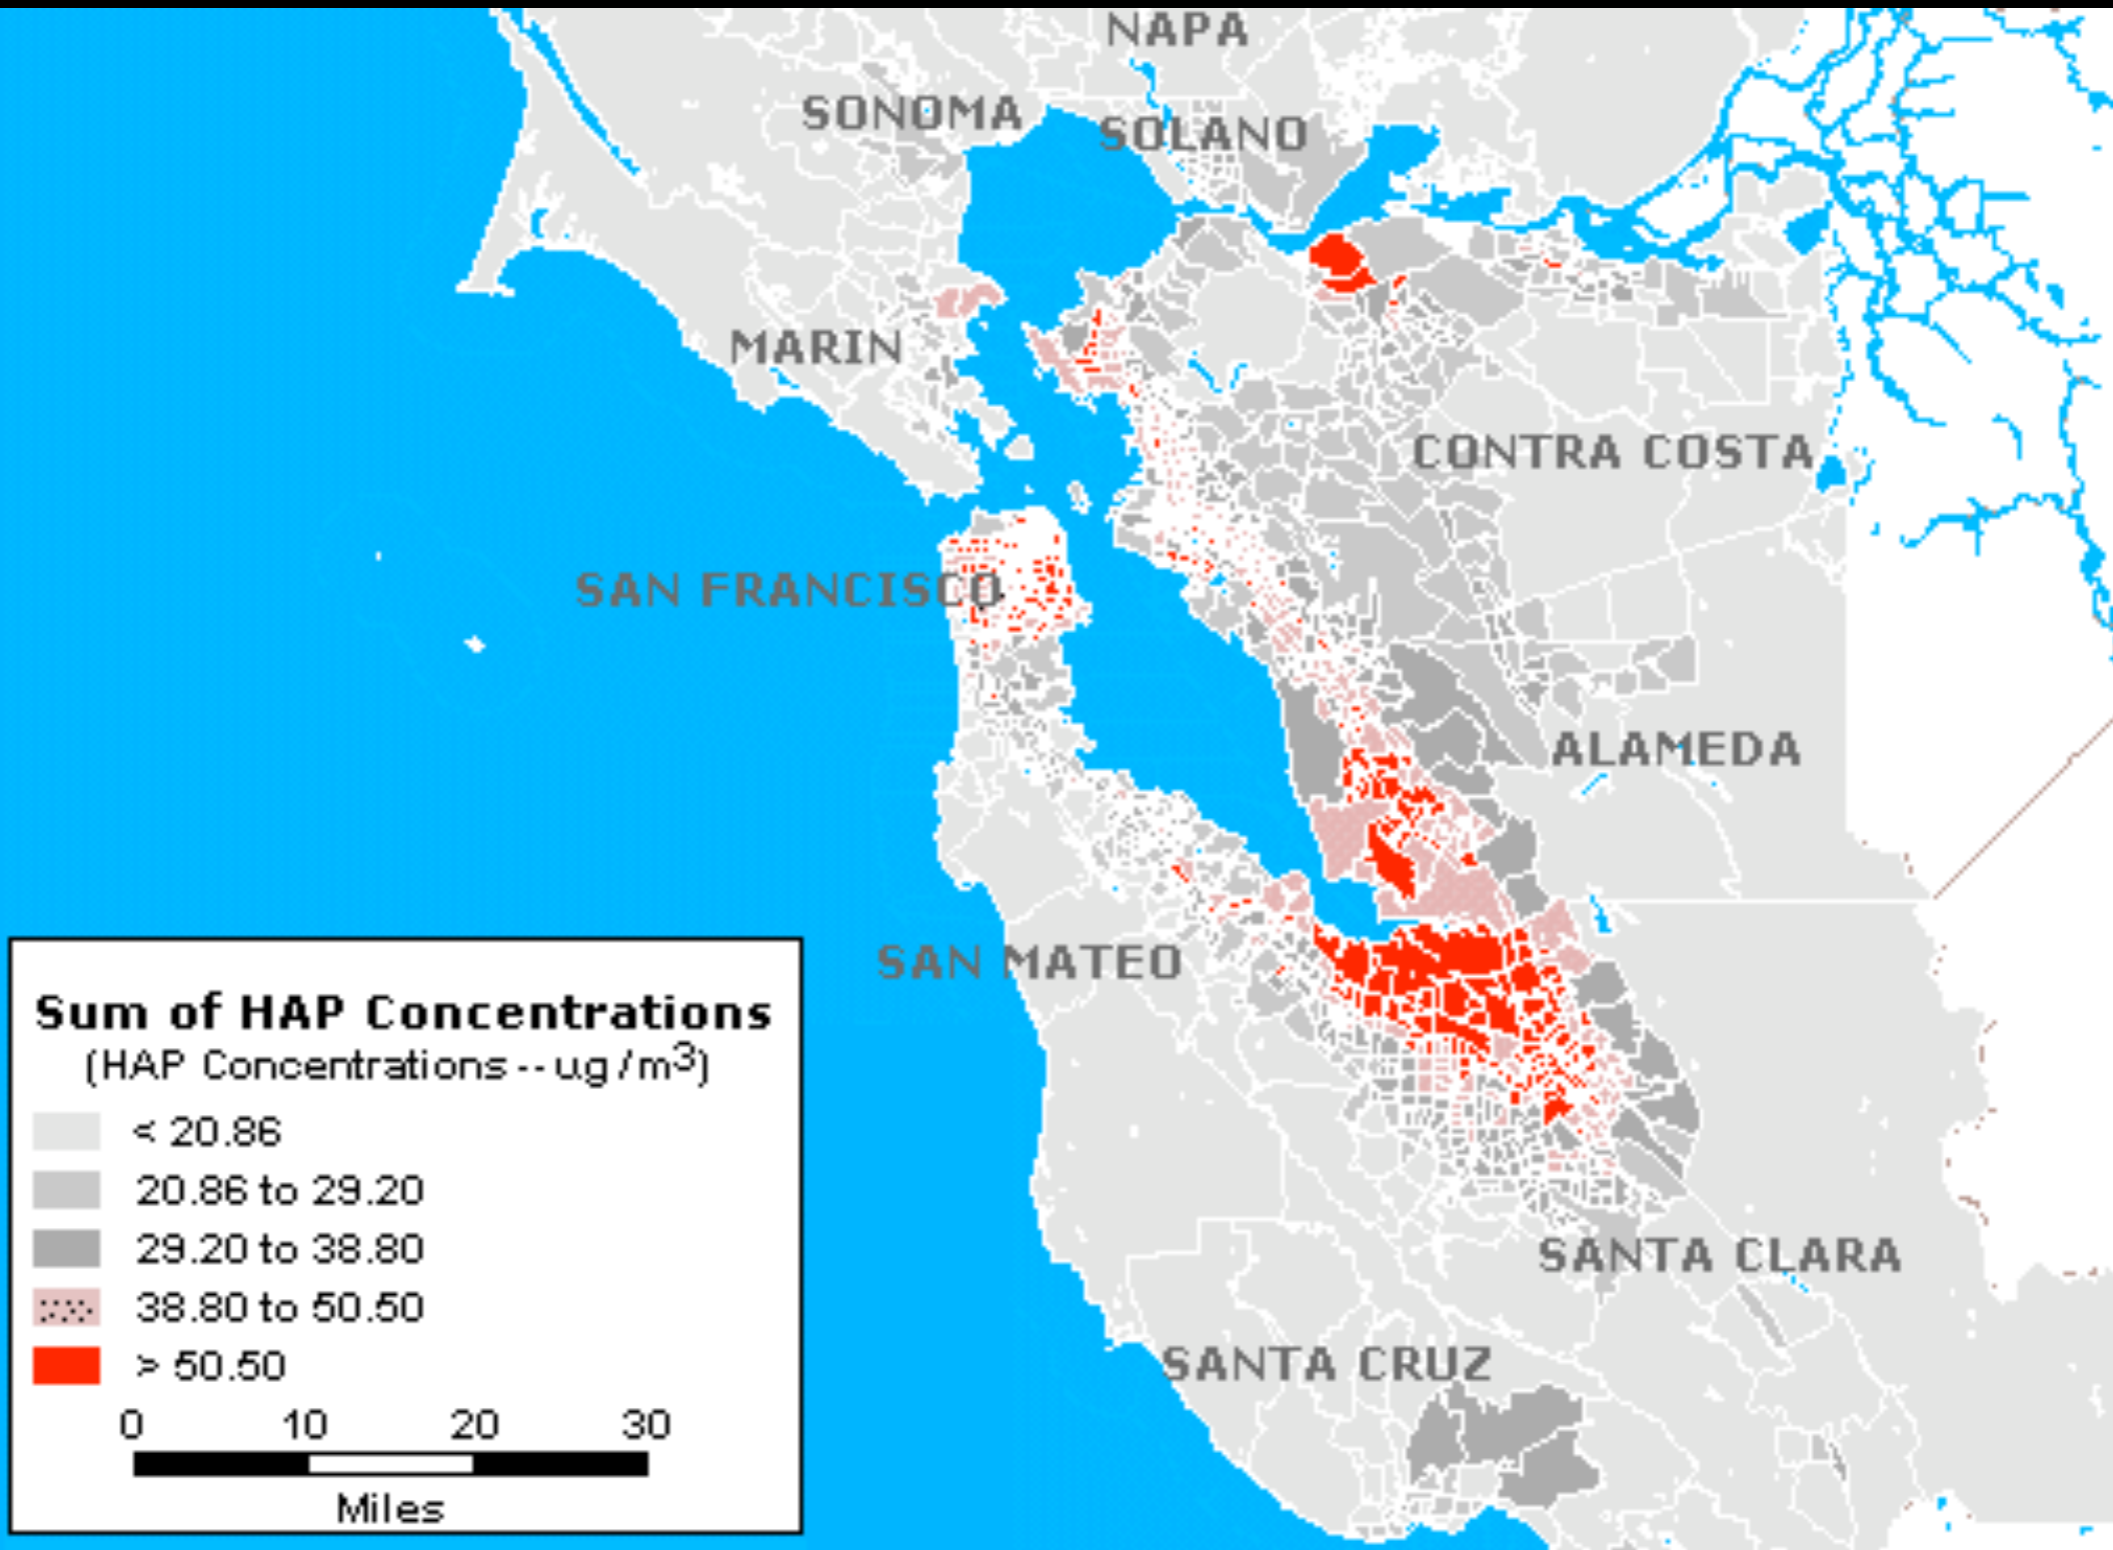 NAPA
SONOMA
SOLANO
MARIN
CONTRA COSTA
SAN FRANCISCO
ALAMEDA
SAN MATEO
SANTA CLARA
SANTA CRUZ
Sum of HAP Concentrations
(HAP Concentrations -- ug/m3)
< 20.86
20.86 to 29.20
29.20 to 38.80
38.80 to 50.50
> 50.50
0 10 20 30
Miles